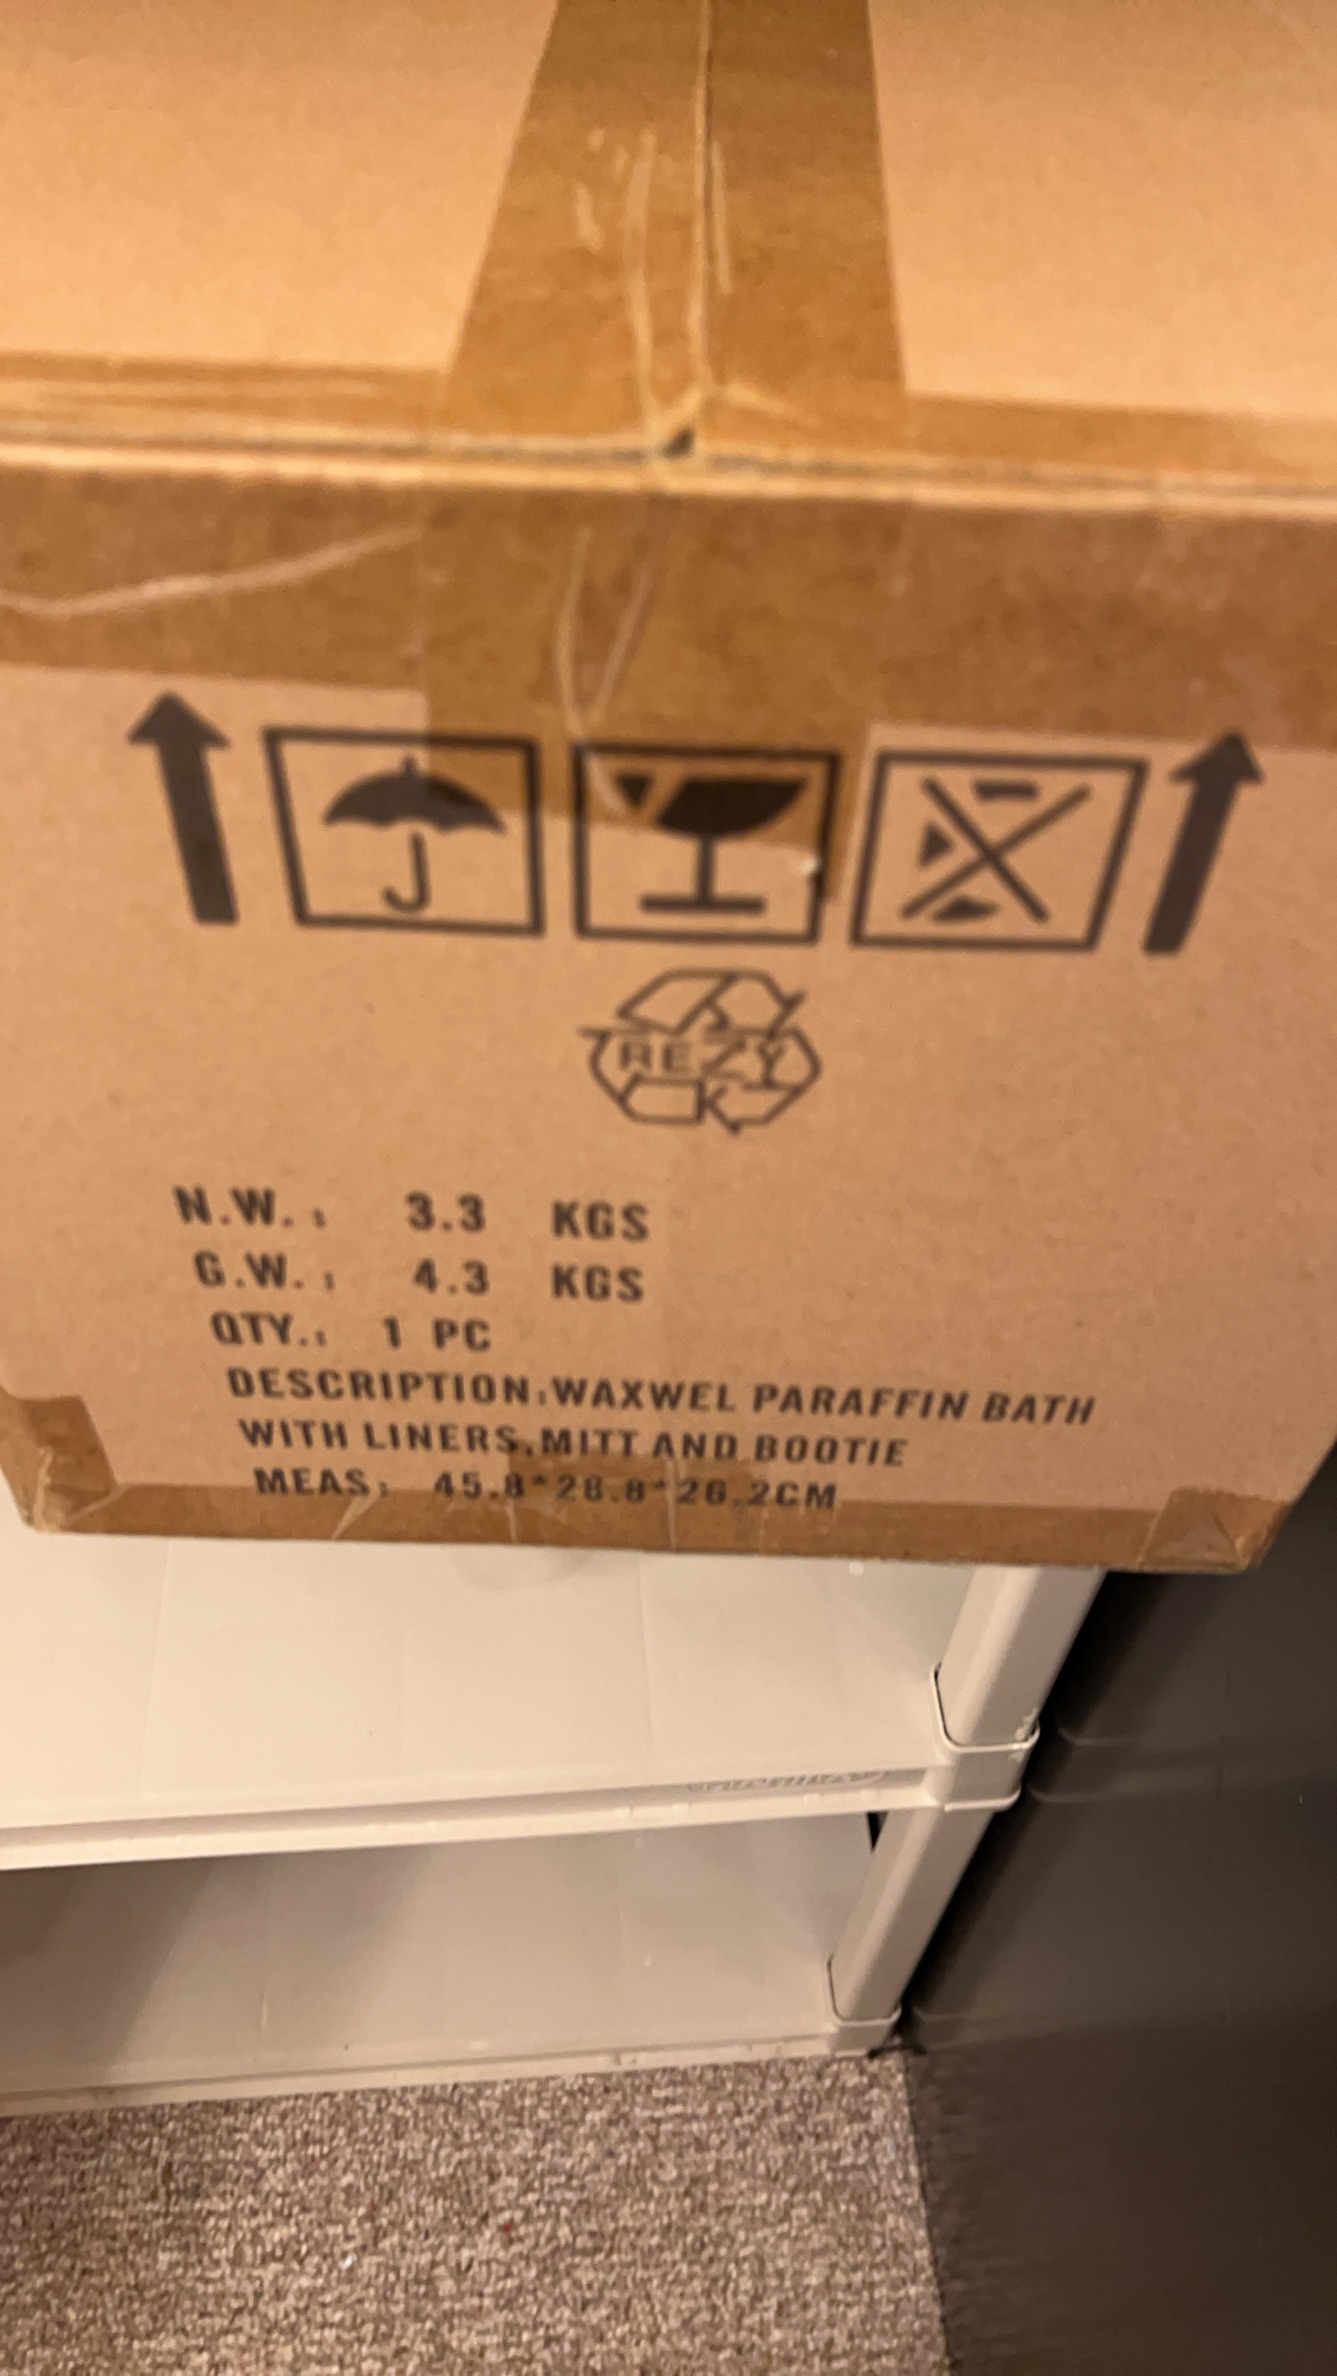 REZY
N.W.: 3.3 KGS
G.W.: 4.3 KGS
QTY.: 1 PC
DESCRIPTION:WAXWEL PARAFFIN BATH
WITH LINERS,MITT AND BOOTIE
MEAS: 45.8*28.8*26.2CM